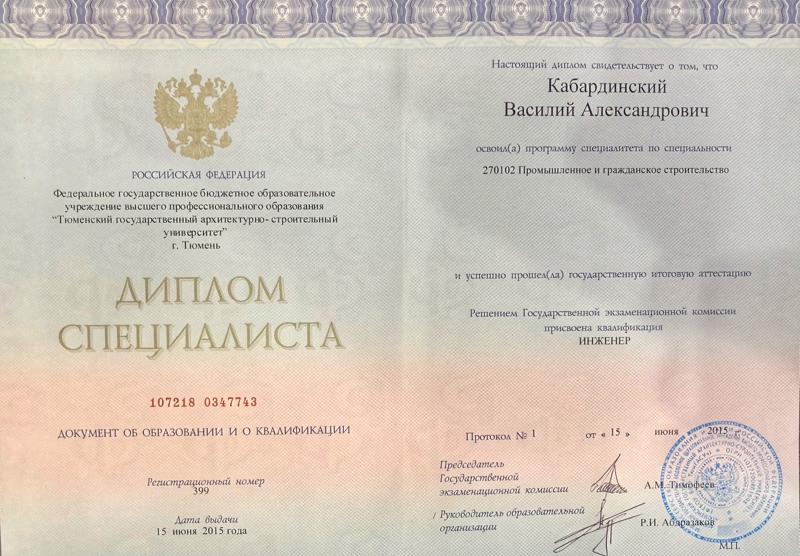 РОССИЙСКАЯ ФЕДЕРАЦИЯ
Федеральное государственное бюджетное образовательное
учреждение высшего профессионального образования
“Тюменский государственный архитектурно- строительный
университет”
г. Тюмень
ДИПЛОМ
СПЕЦИАЛИСТА
107218 0347743
ДОКУМЕНТ ОБ ОБРАЗОВАНИИ И О КВАЛИФИКАЦИИ
Регистрационный номер
399
Дата выдачи
15 июня 2015 года
Настоящий диплом свидетельствует о том, что
Кабардинский
Василий Александрович
освоил(а) программу специалитета по специальности
270102 Промышленное и гражданское строительство
и успешно прошел(ла) государственную итоговую аттестацию
Решением Государственной экзаменационной комиссии
присвоена квалификация
ИНЖЕНЕР
Протокол № 1 от « 15 » июня 2015 г.
Председатель
Государственной
экзаменационной комиссии А.М. Тимофеев
Руководитель образовательной
организации Р.И. Абдразаков
М.П.